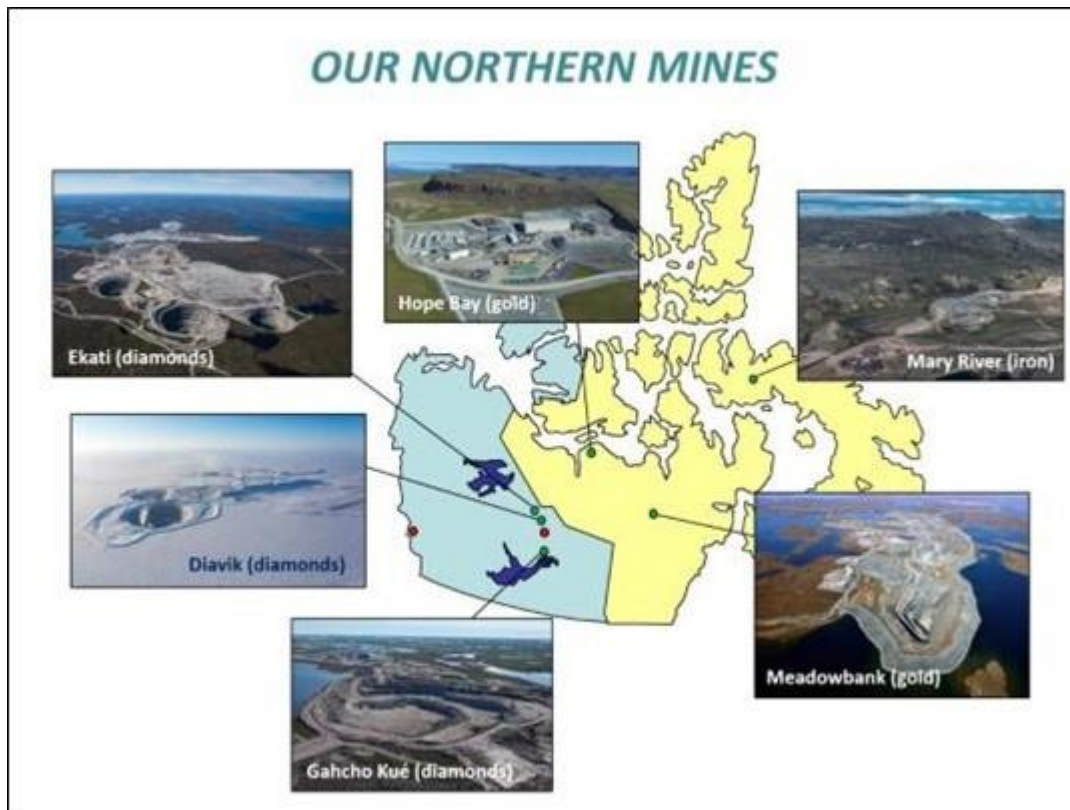 OUR NORTHERN MINES
Hope Bay (gold)
Ekati (diamonds)
Mary River (iron)
Diavik (diamonds)
Meadowbank (gold)
Gahcho Kué (diamonds)